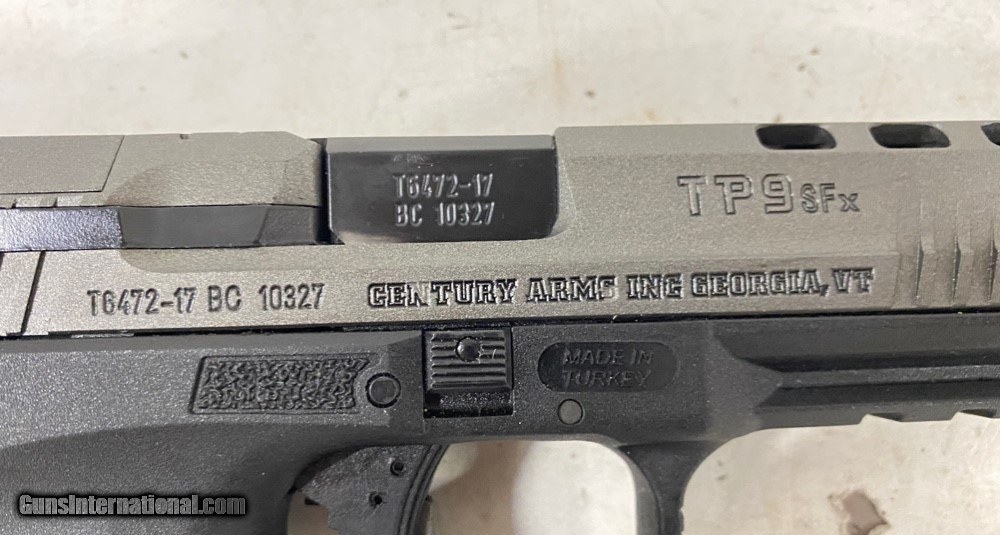 T6472-17
BC 10327
TP9SFx
T6472-17 BC 10327
CENTURY ARMS INC GEORGIA, VT
MADE IN
TURKEY
GunsInternational.com